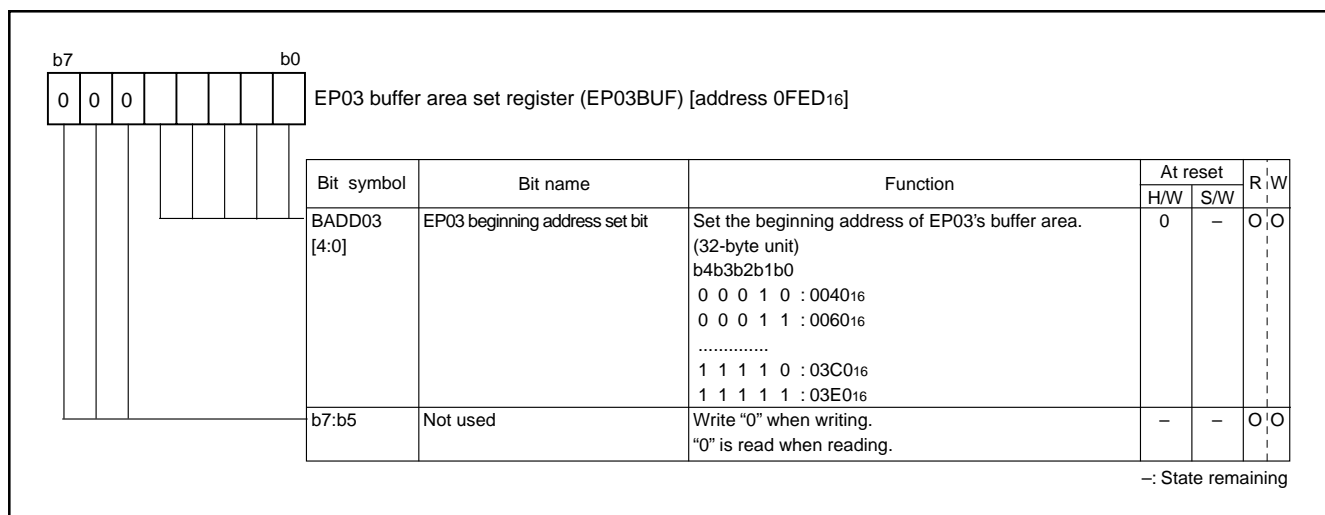 b7 b0
0 0 0
EP03 buffer area set register (EP03BUF) [address 0FED16]
Bit symbol Bit name Function At reset R W
H/W S/W
BADD03 EP03 beginning address set bit Set the beginning address of EP03’s buffer area. 0 – O O
[4:0] (32-byte unit)
b4b3b2b1b0
0 0 0 1 0 : 004016
0 0 0 1 1 : 006016
..............
1 1 1 1 0 : 03C016
1 1 1 1 1 : 03E016
b7:b5 Not used Write “0” when writing. – – O O
“0” is read when reading.
–: State remaining